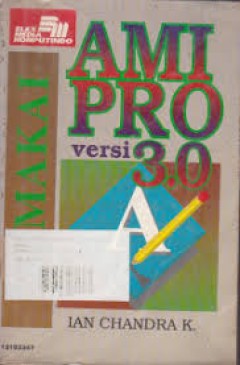 ELEX
MEDIA
KOMPUTINDO
AMI
PRO
versi
3.0
MAKAI
A
IAN CHANDRA K.